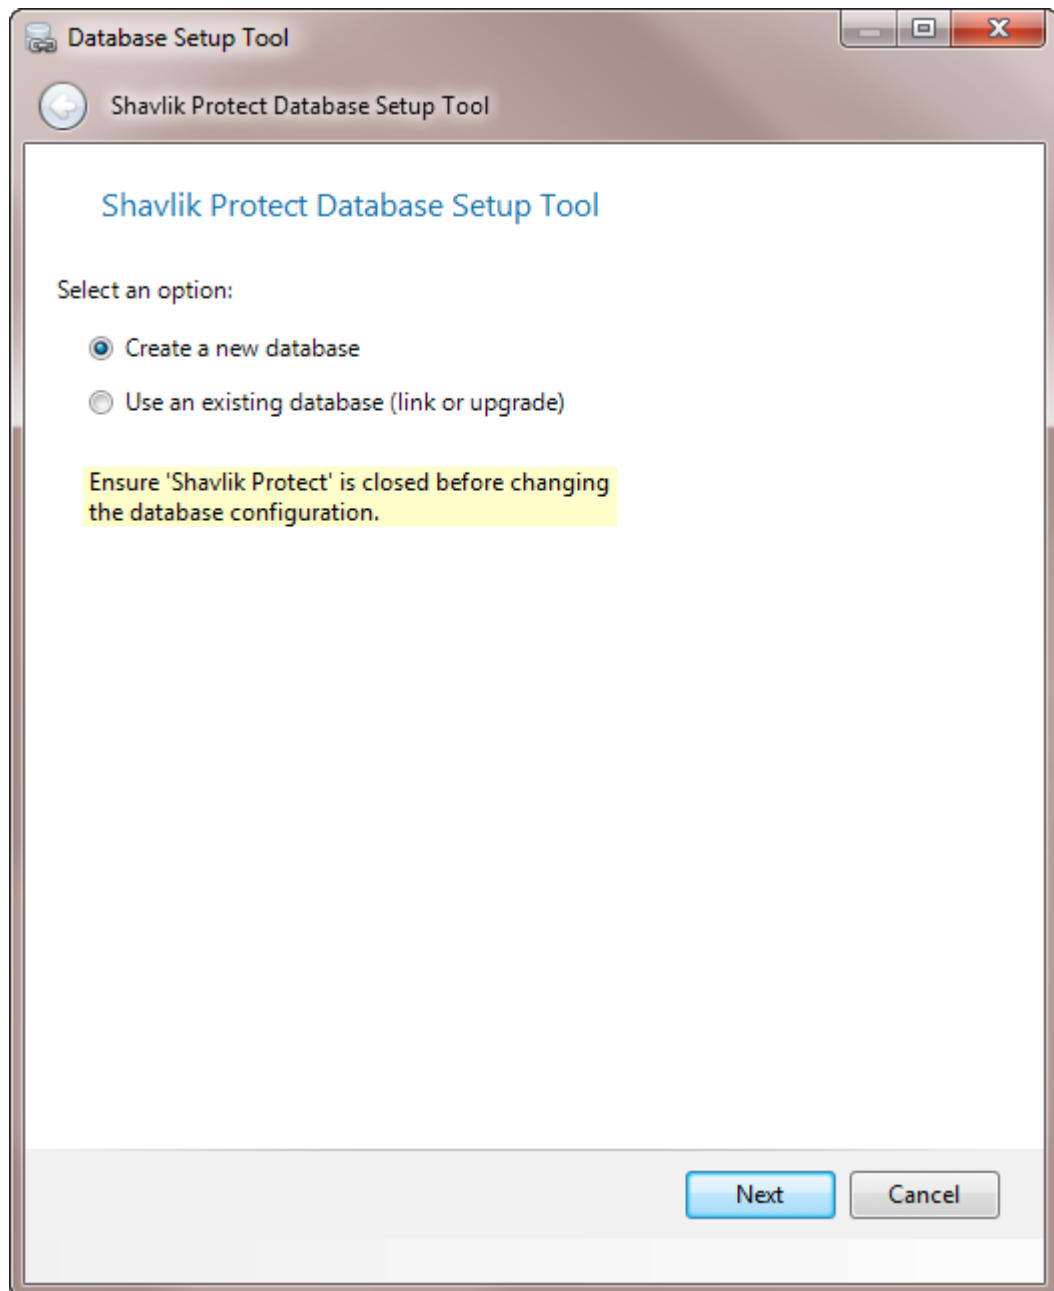 Database Setup Tool
Shavlik Protect Database Setup Tool
Shavlik Protect Database Setup Tool
Select an option:
Create a new database
Use an existing database (link or upgrade)
Ensure 'Shavlik Protect' is closed before changing
the database configuration.
Next Cancel